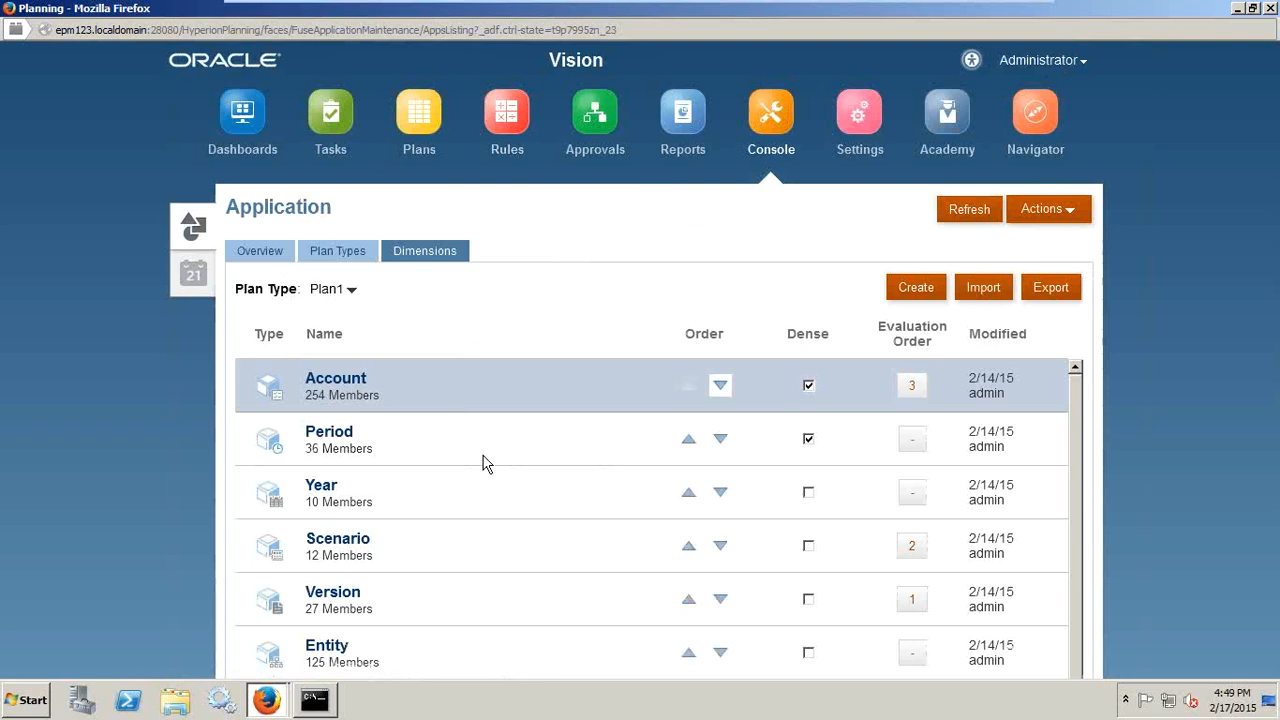 Planning - Mozilla Firefox
epm123.localdomain:28080/HyperionPlanning/faces/FuseApplicationMaintenance/AppsListing?_adf.ctrl-state=t9p7995zn_23
ORACLE
Vision
Administrator
Dashboards Tasks Plans Rules Approvals Reports Console Settings Academy Navigator
Application
Refresh Actions
21
Overview Plan Types Dimensions
Plan Type: Plan1
Create Import Export
Type Name Order Dense Evaluation Order Modified
Account 3 2/14/15
254 Members admin
Period - 2/14/15
36 Members admin
Year - 2/14/15
10 Members admin
Scenario 2 2/14/15
12 Members admin
Version 1 2/14/15
27 Members admin
Entity - 2/14/15
125 Members admin
Start
4:49 PM
2/17/2015